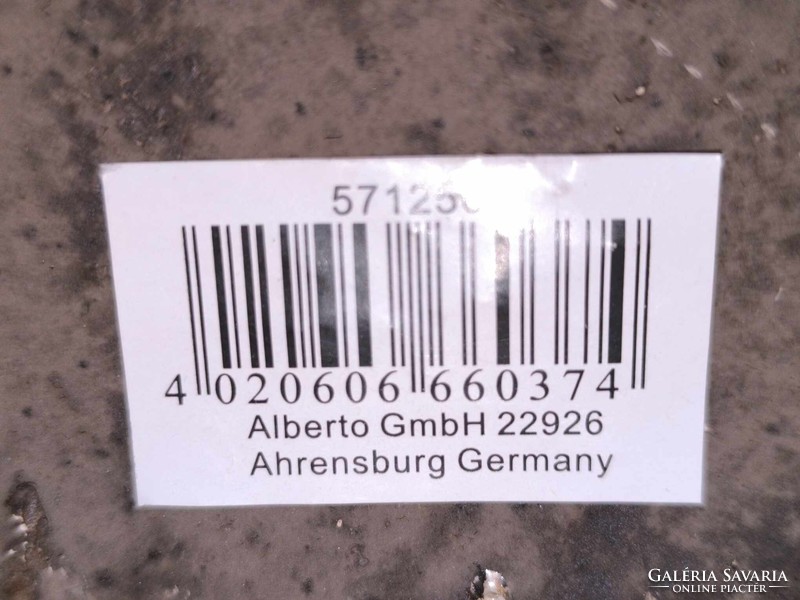 4 020606 660374
Alberto GmbH 22926
Ahrensburg Germany
GALÉRIA SAVARIA
ONLINE PIACTÉR